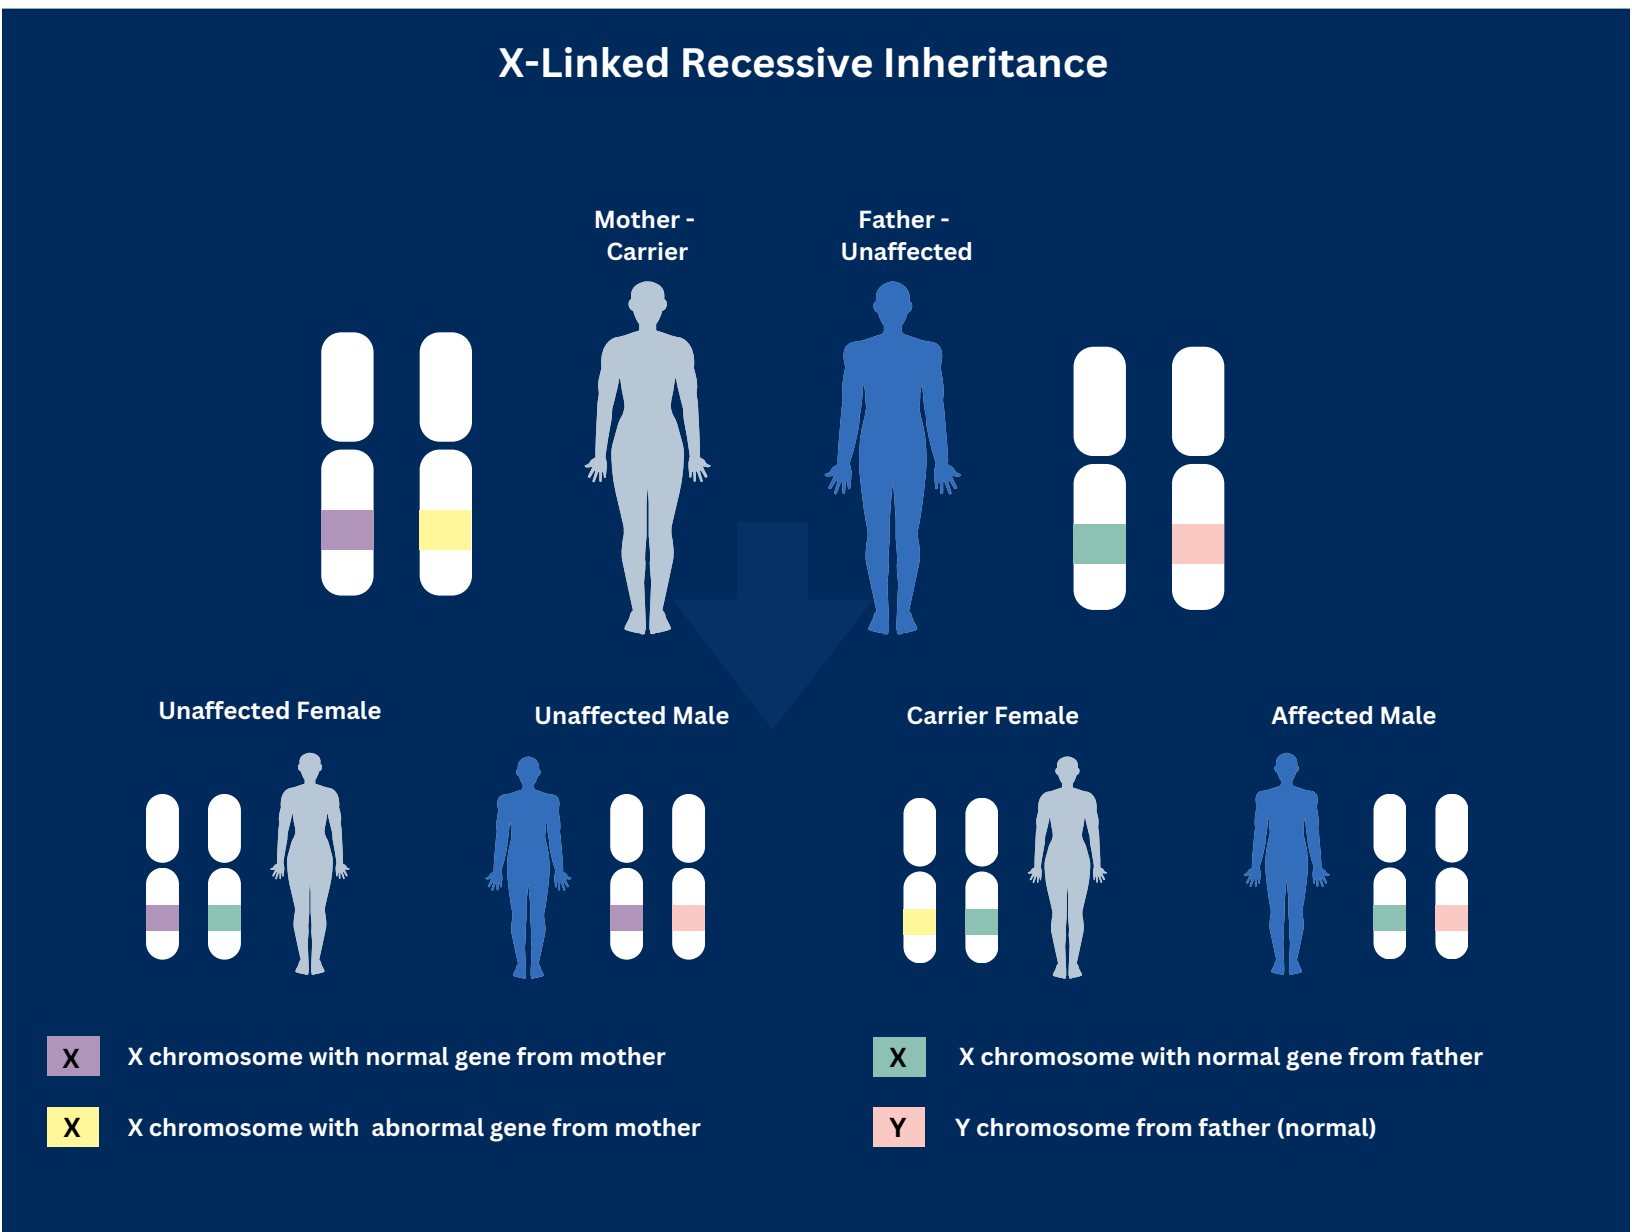 X-Linked Recessive Inheritance
Mother -
Carrier
Father -
Unaffected
Unaffected Female
Unaffected Male
Carrier Female
Affected Male
X
X chromosome with normal gene from mother
X
X chromosome with normal gene from father
X
X chromosome with  abnormal gene from mother
Y
Y chromosome from father (normal)